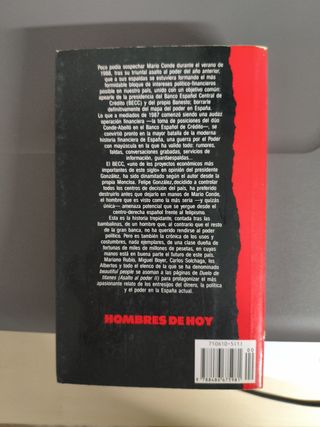 Poco podía sospechar Mario Conde durante el verano de
1988, tras su triunfal asalto al poder del año anterior,
que a sus espaldas se estuviera formando el más
formidable bloque de intereses político-financieros
posible en nuestro país, unido con un objetivo común:
apearle de la presidencia del Banco Español Central de
Crédito (BECC) y del propio Banesto; borrarle
definitivamente del mapa del poder en España.
Lo que a mediados de 1987 comenzó siendo una audaz
operación financiera —la toma de posiciones del dúo
Conde-Abelló en el Banco Español de Crédito—, se
convirtió pronto en la mayor batalla de la moderna
historia financiera de España, una guerra por el Poder
con mayúscula en la que ha valido todo: rumores,
faldas, conversaciones grabadas, servicios de
información, guardaespaldas...
El BECC, «uno de los proyectos económicos más
importantes de este siglo» en opinión del presidente
González, ha sido dinamitado según el autor desde la
propia Moncloa. Felipe González, decidido a controlar
todos los centros de decisión del país, ha preferido
destruirlo antes que dejarlo en manos de Mario Conde,
el hombre que es visto como la más seria —y quizás
única— amenaza potencial que se yergue desde el
centro-derecha español frente al felipismo.
Esta es la historia trepidante, contada tras las
bambalinas, de un hombre que, al contrario que el resto
de la gran banca, no ha querido rendirse al poder
político. Pero es también la crónica de los usos y
costumbres, nada ejemplares, de una clase dueña de
fortunas de miles de millones de pesetas, en cuyas
manos está en buena parte el futuro de este país.
Mariano Rubio, Miguel Boyer, Carlos Solchaga, los
Albertos y todo el elenco de la que se ha denominado
beautiful people se asoman a las páginas de Duelo de
titanes (Asalto al poder II) para protagonizar el más
apasionante relato de los entresijos del dinero, la política
y el poder en la España actual.
HOMBRES DE HOY
710610-5111
00
9788488061598